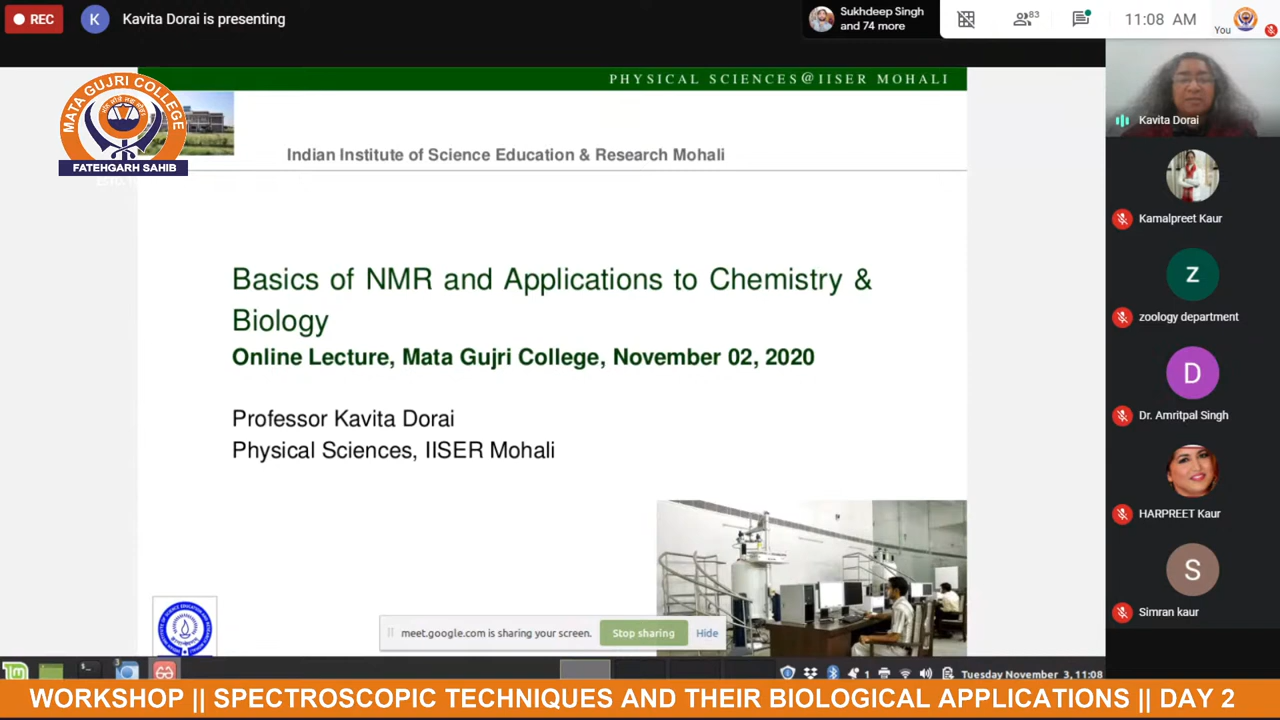 REC
K
Kavita Dorai is presenting
Sukhdeep Singh
and 74 more
83
11:08 AM
You
PHYSICAL SCIENCES@IISER MOHALI
MATA GUJRI COLLEGE
FATEHGARH SAHIB
Indian Institute of Science Education & Research Mohali
Basics of NMR and Applications to Chemistry &
Biology
Online Lecture, Mata Gujri College, November 02, 2020
Professor Kavita Dorai
Physical Sciences, IISER Mohali
Kavita Dorai
Kamalpreet Kaur
z
zoology department
D
Dr. Amritpal Singh
HARPREET Kaur
S
Simran kaur
meet.google.com is sharing your screen.
Stop sharing
Hide
3
1
Tuesday November 3, 11:08
WORKSHOP || SPECTROSCOPIC TECHNIQUES AND THEIR BIOLOGICAL APPLICATIONS || DAY 2